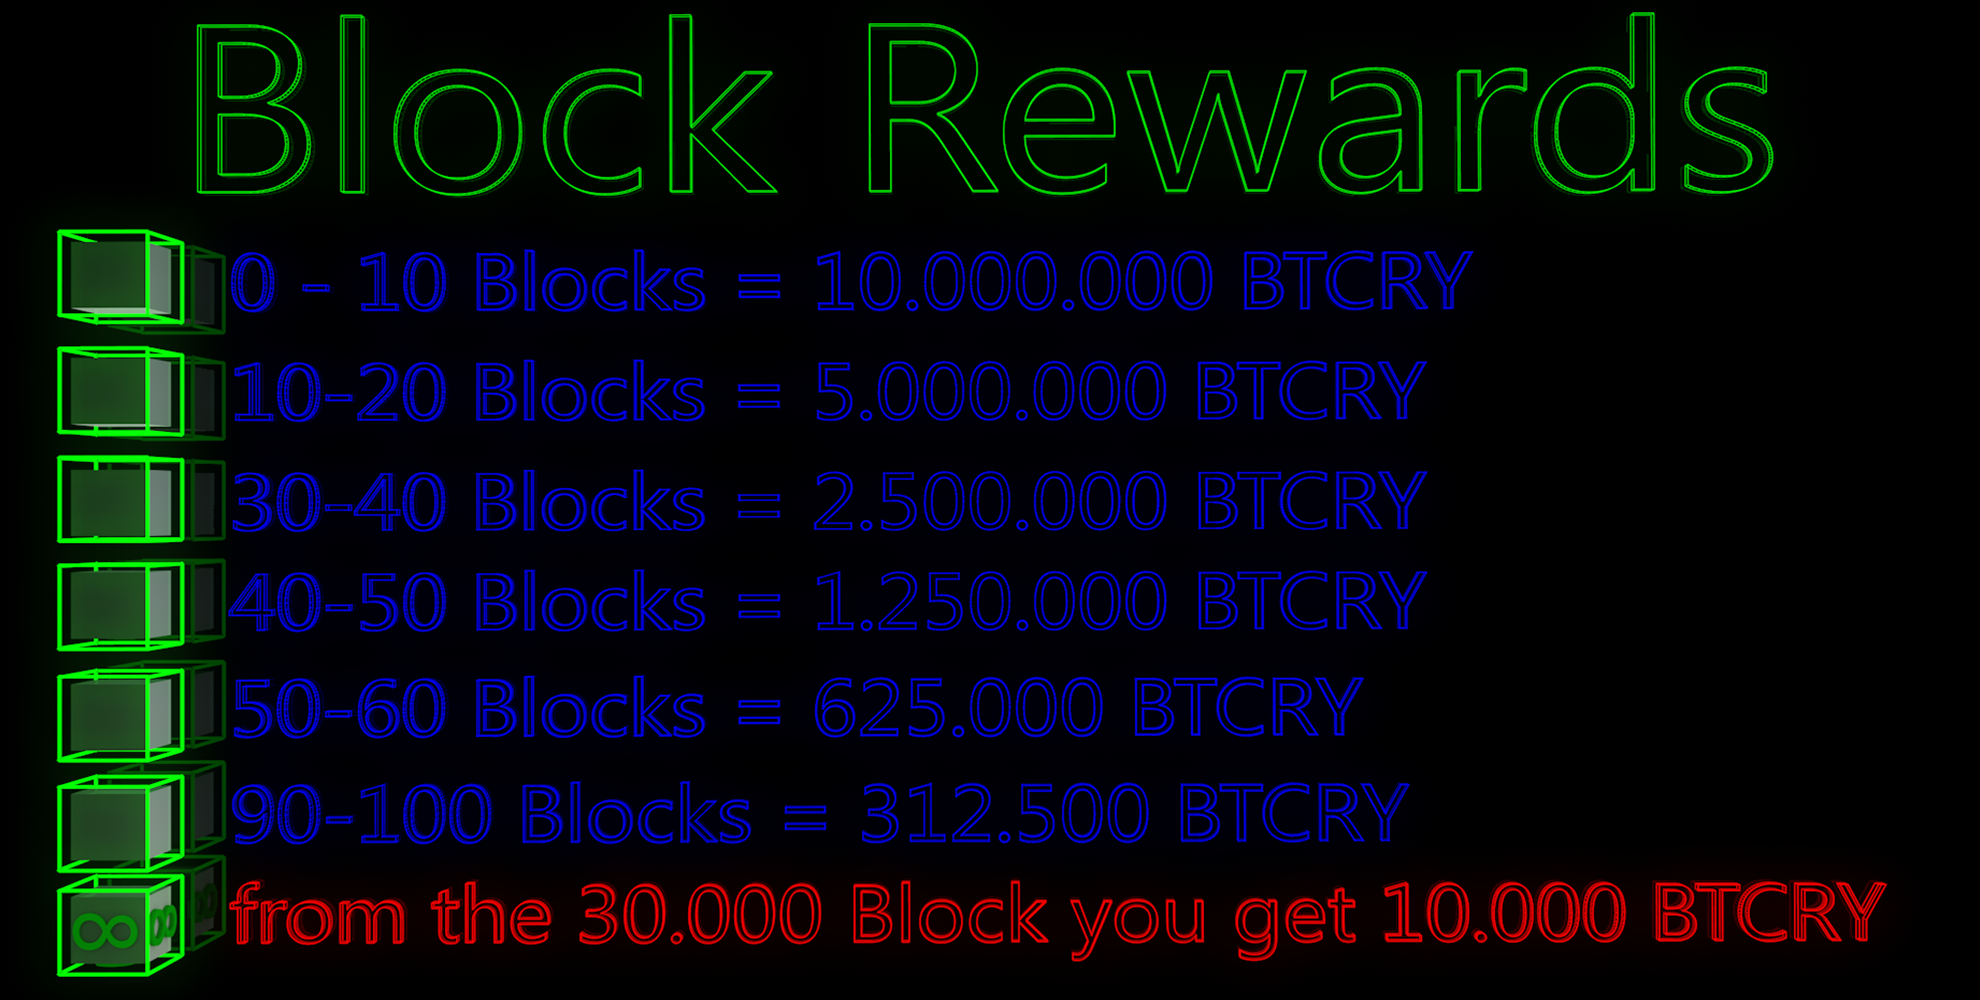 Block Rewards
0 - 10 Blocks = 10.000.000 BTCRY
10-20 Blocks = 5.000.000 BTCRY
30-40 Blocks = 2.500.000 BTCRY
40-50 Blocks = 1.250.000 BTCRY
50-60 Blocks = 625.000 BTCRY
90-100 Blocks = 312.500 BTCRY
from the 30.000 Block you get 10.000 BTCRY